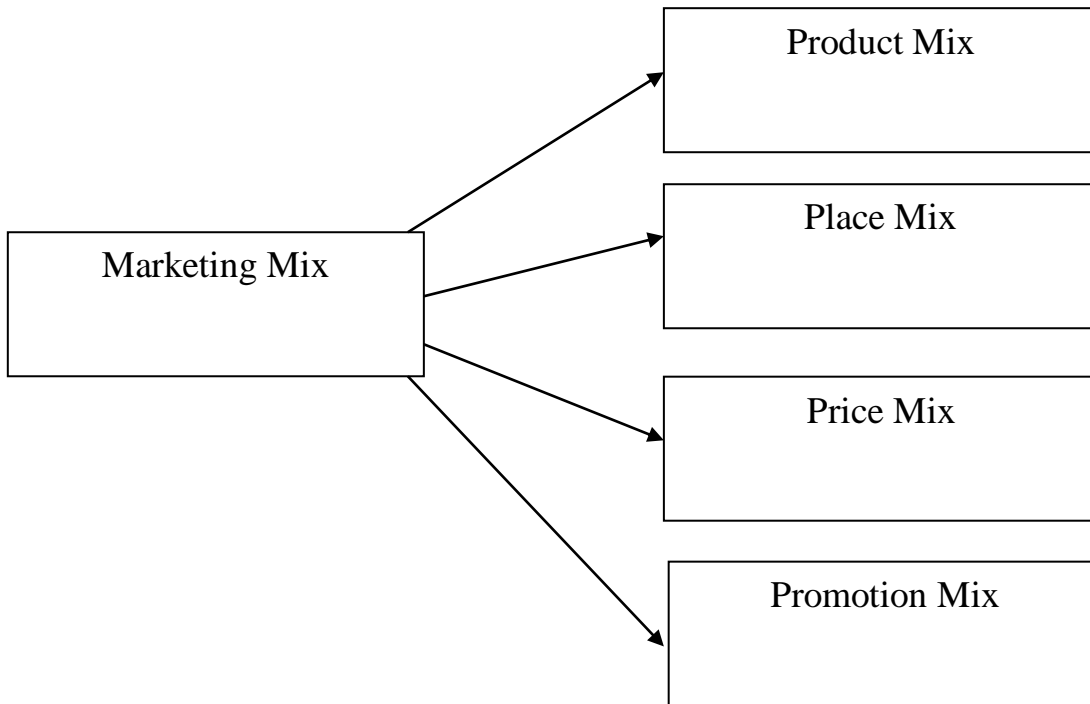 Product Mix
Place Mix
Marketing Mix
Price Mix
Promotion Mix